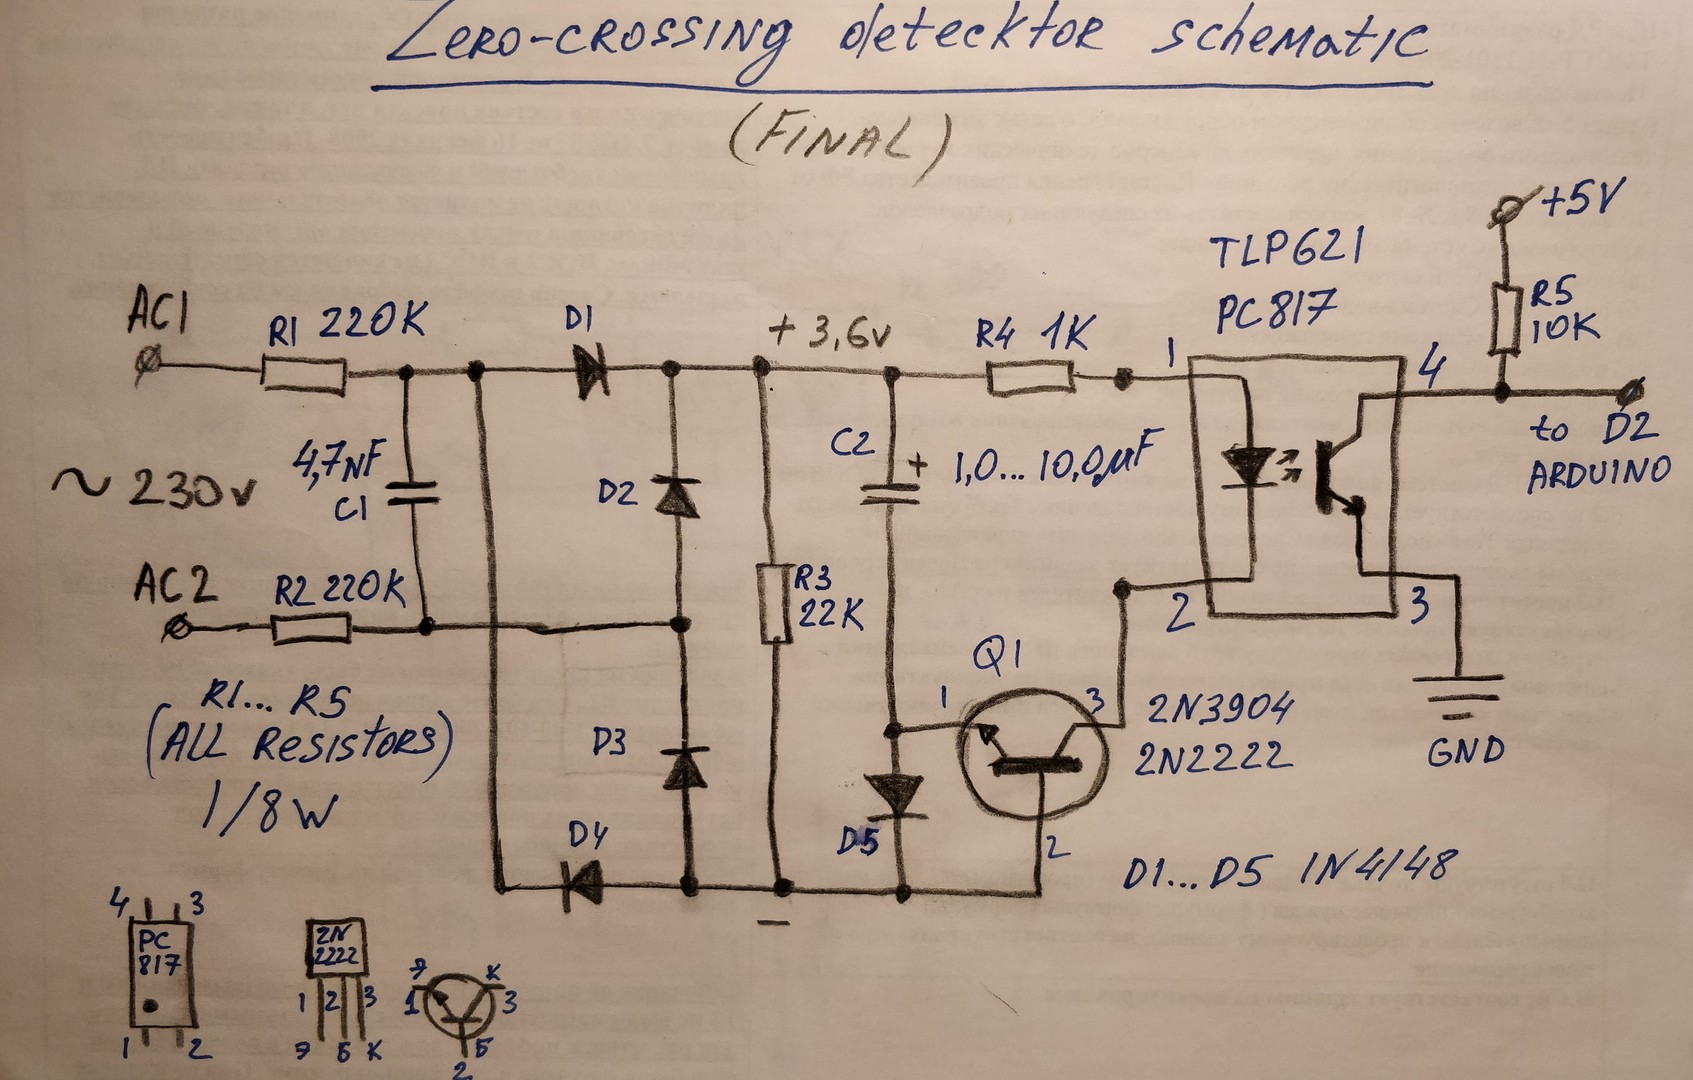 Zero-crossing detecktor schematic
(FINAL)
+5V
TLP621
PC817
R5
10K
AC1
R1 220K
D1
+ 3,6v
R4 1K
1
4
4,7nF
C1
~ 230v
D2
C2
+ 1,0... 10,0µF
to D2
ARDUINO
AC2
R2 220K
R3
22K
2
3
Q1
1
3
2N3904
2N2222
GND
R1... R5
(ALL Resistors)
1/8W
D3
D4
D5
2
D1...D5 1N4148
–
4 3
PC
817
1 2
2N
2222
1 2 3
Э Б К
Э К
1 3
Б
2